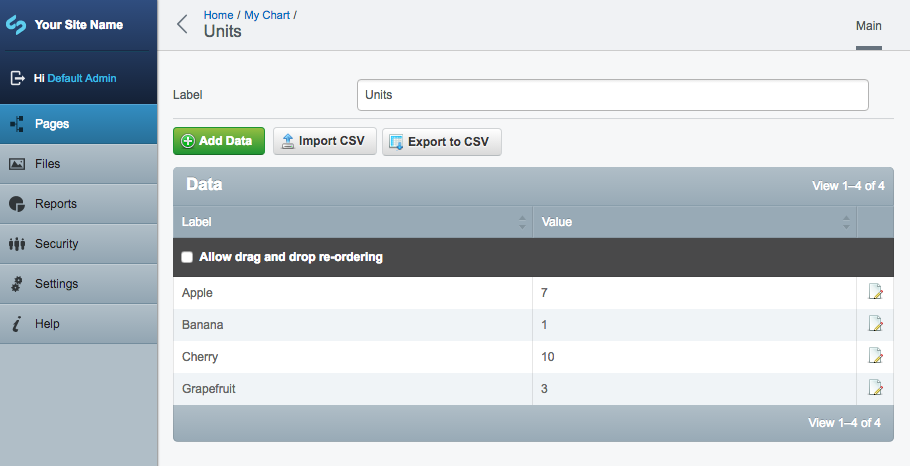 Your Site Name
Hi Default Admin
Pages
Files
Reports
Security
Settings
Help
Home / My Chart /
Units
Main
Label
Units
Add Data
Import CSV
Export to CSV
Data
View 1–4 of 4
Label Value
Allow drag and drop re-ordering
Apple 7
Banana 1
Cherry 10
Grapefruit 3
View 1–4 of 4